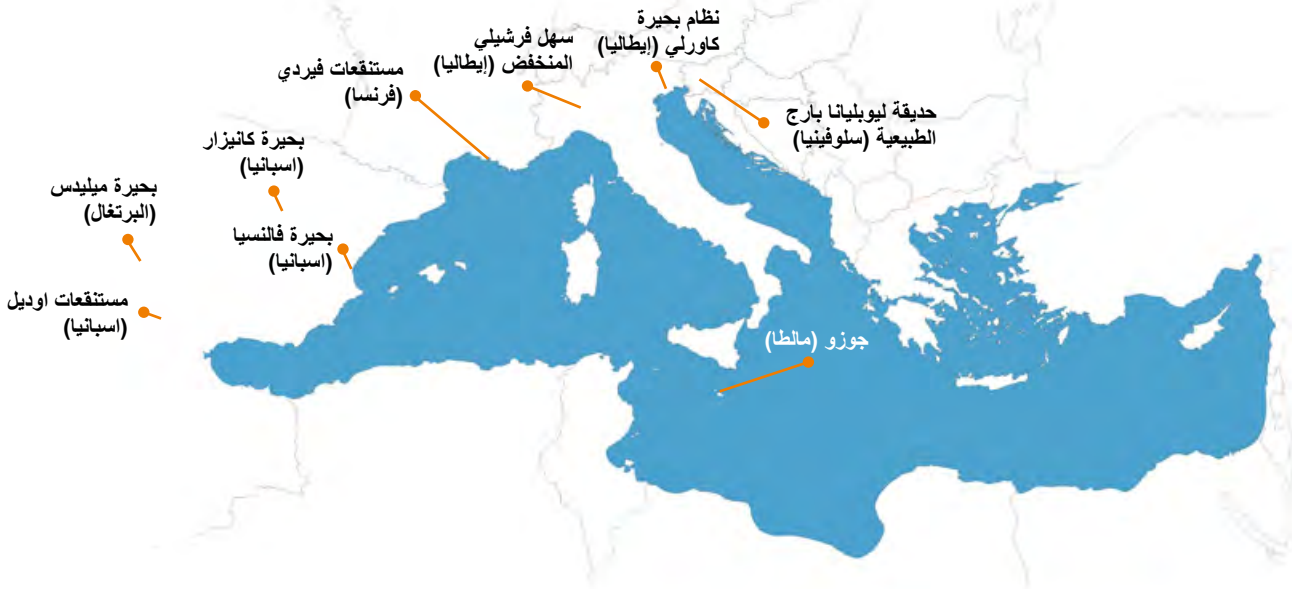 نظام بحيرة
كاورلي (إيطاليا)
سهل فرشيلي
المنخفض (إيطاليا)
مستنقعات فيردي
(فرنسا)
حديقة ليوبليانا بارج
الطبيعية (سلوفينيا)
بحيرة كانيزار
(اسبانيا)
بحيرة ميليدس
(البرتغال)
بحيرة فالنسيا
(اسبانيا)
مستنقعات اوديل
(اسبانيا)
جوزو (مالطا)